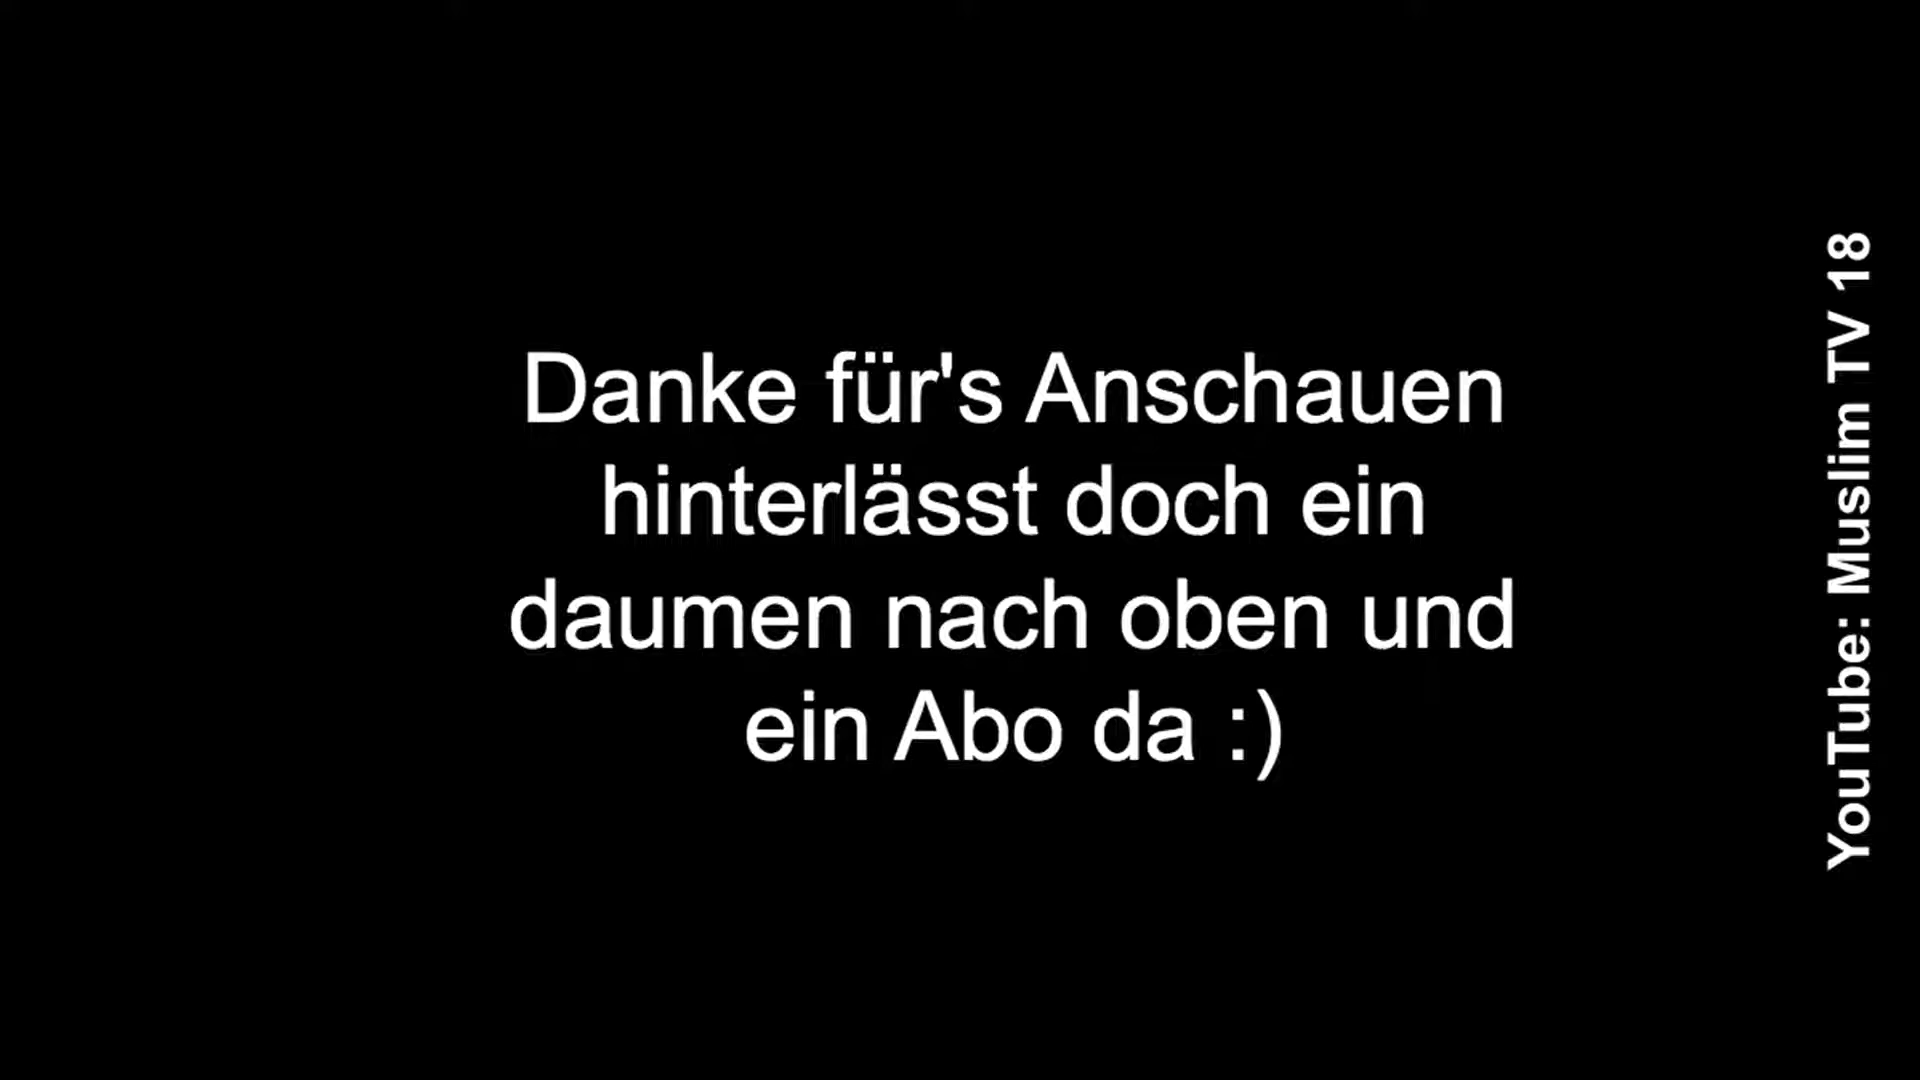 Danke für's Anschauen
hinterlässt doch ein
daumen nach oben und
ein Abo da :)
YouTube: Muslim TV 18